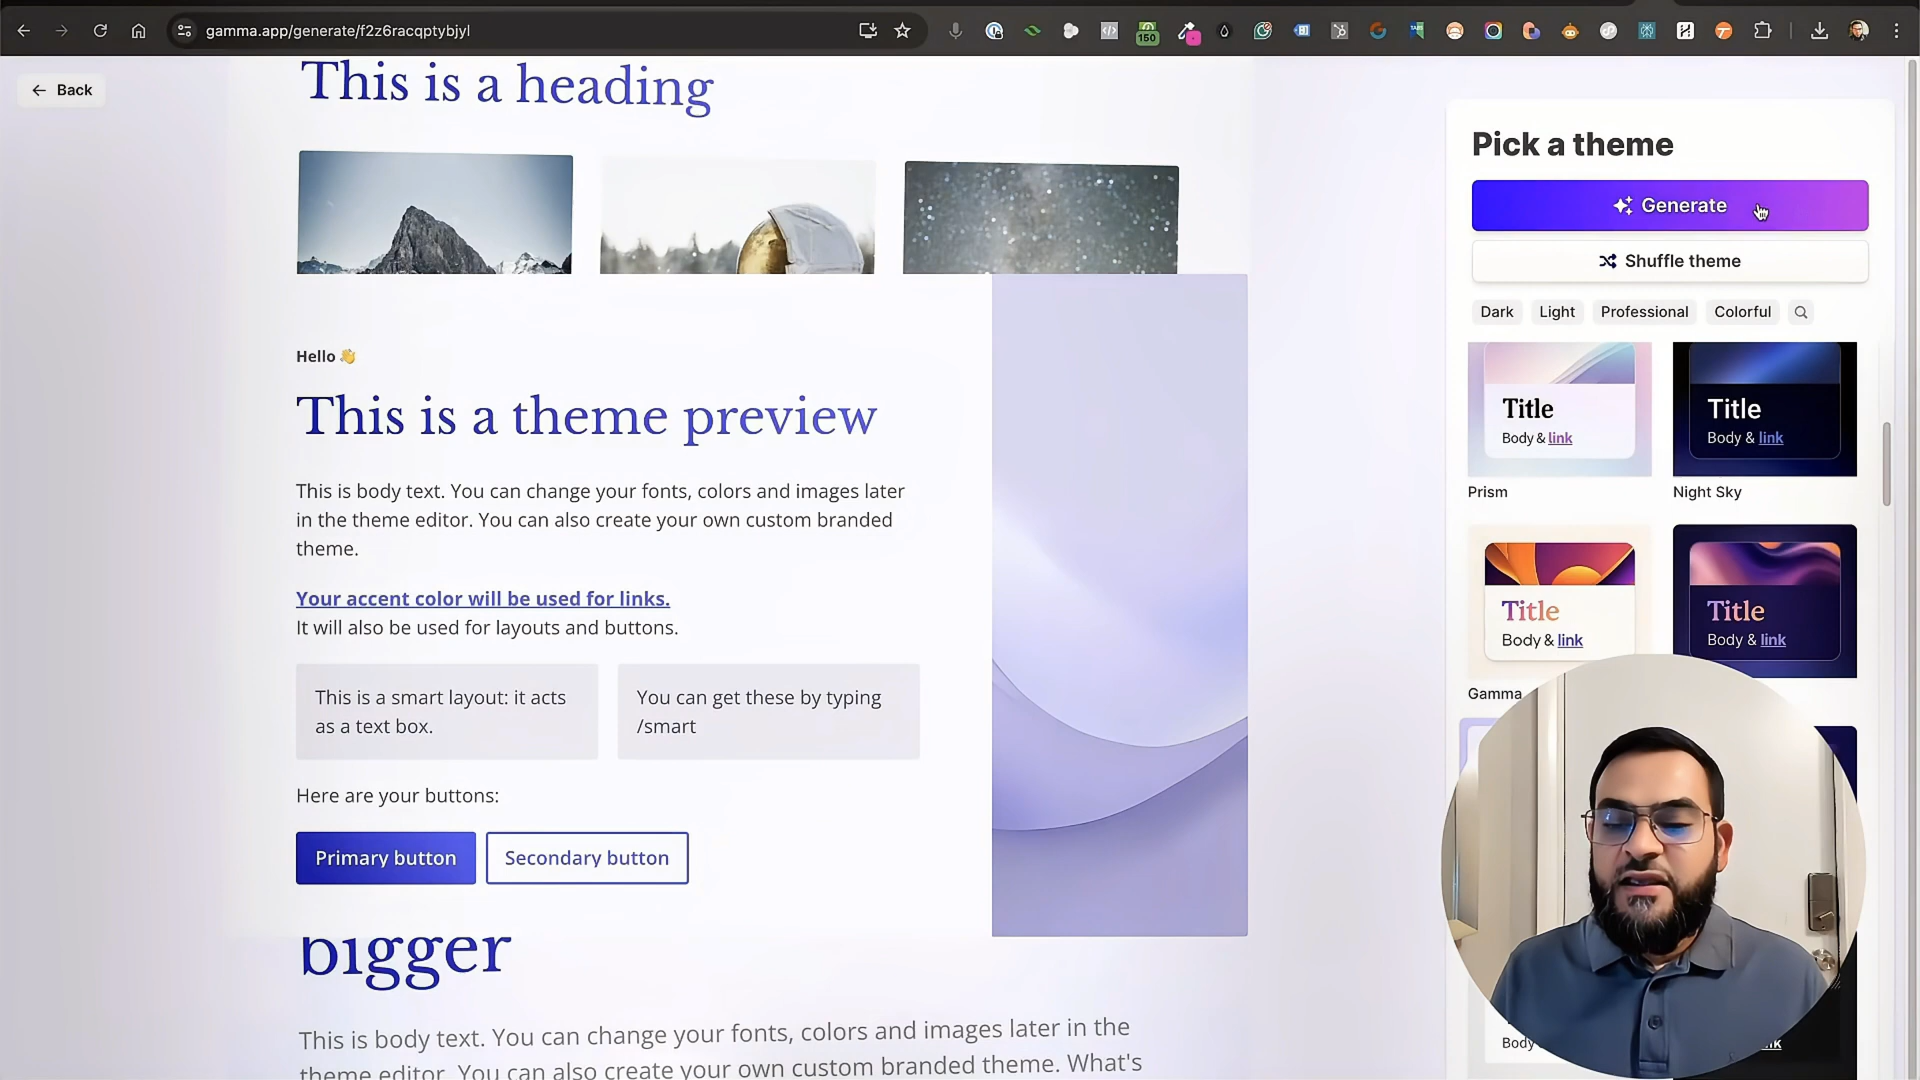 gamma.app/generate/f2z6racqptybjyl
150
Back
This is a heading
Hello 👋
This is a theme preview
This is body text. You can change your fonts, colors and images later
in the theme editor. You can also create your own custom branded
theme.
Your accent color will be used for links.
It will also be used for layouts and buttons.
This is a smart layout: it acts
as a text box.
You can get these by typing
/smart
Here are your buttons:
Primary button
Secondary button
bigger
This is body text. You can change your fonts, colors and images later in the
theme editor. You can also create your own custom branded theme. What's
Pick a theme
Generate
Shuffle theme
Dark
Light
Professional
Colorful
Title
Body & link
Prism
Title
Body & link
Night Sky
Title
Body & link
Gamma
Title
Body & link
Body